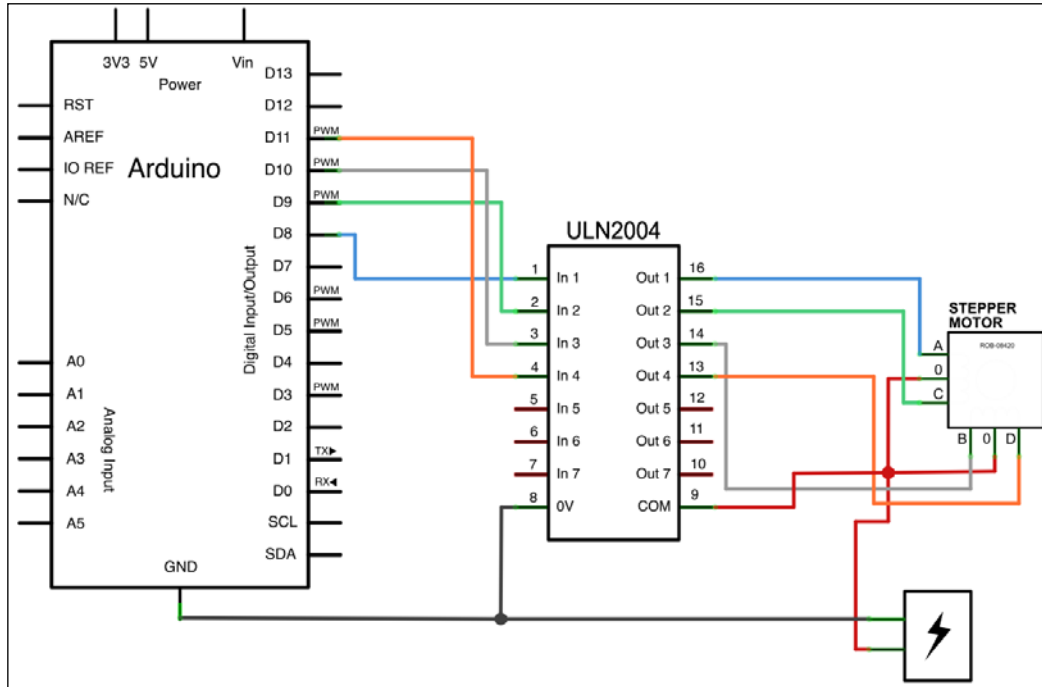 3V3 5V Vin
Power
RST
AREF
IO REF
N/C
Arduino
A0
A1
A2
A3
A4
A5
Analog Input
Digital Input/Output
D13
D12
D11 PWM
D10 PWM
D9 PWM
D8
D7
D6 PWM
D5 PWM
D4
D3 PWM
D2
D1 TX▶
D0 RX◀
SCL
SDA
GND
ULN2004
1 In 1 Out 1 16
2 In 2 Out 2 15
3 In 3 Out 3 14
4 In 4 Out 4 13
5 In 5 Out 5 12
6 In 6 Out 6 11
7 In 7 Out 7 10
8 0V COM 9
STEPPER
MOTOR
ROB-08420
A
0
C
B 0 D